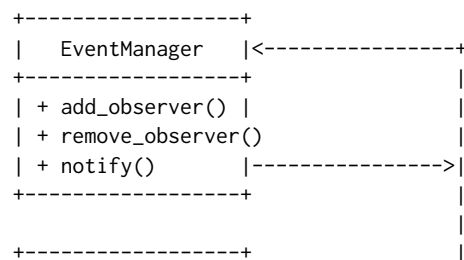 EventManager
+ add_observer()
+ remove_observer()
+ notify()